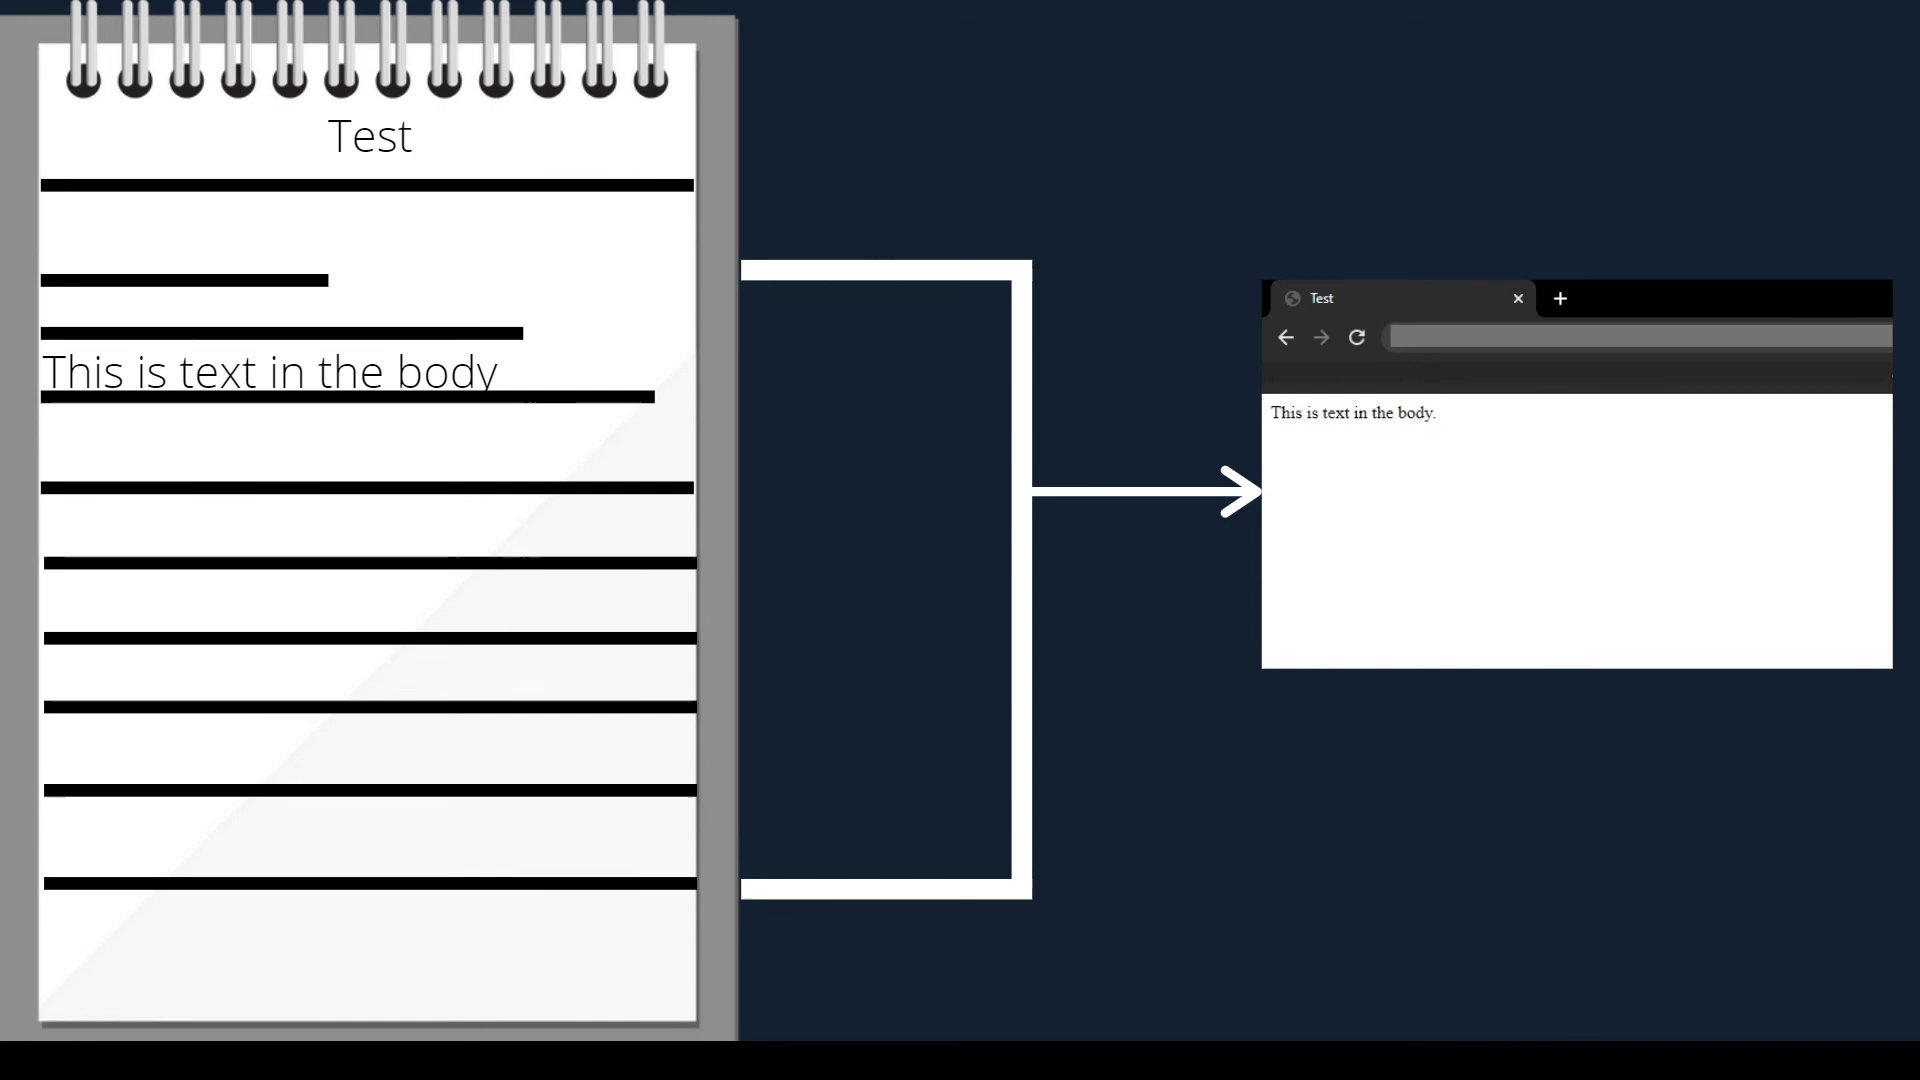 Test
This is text in the body
Test
This is text in the body.